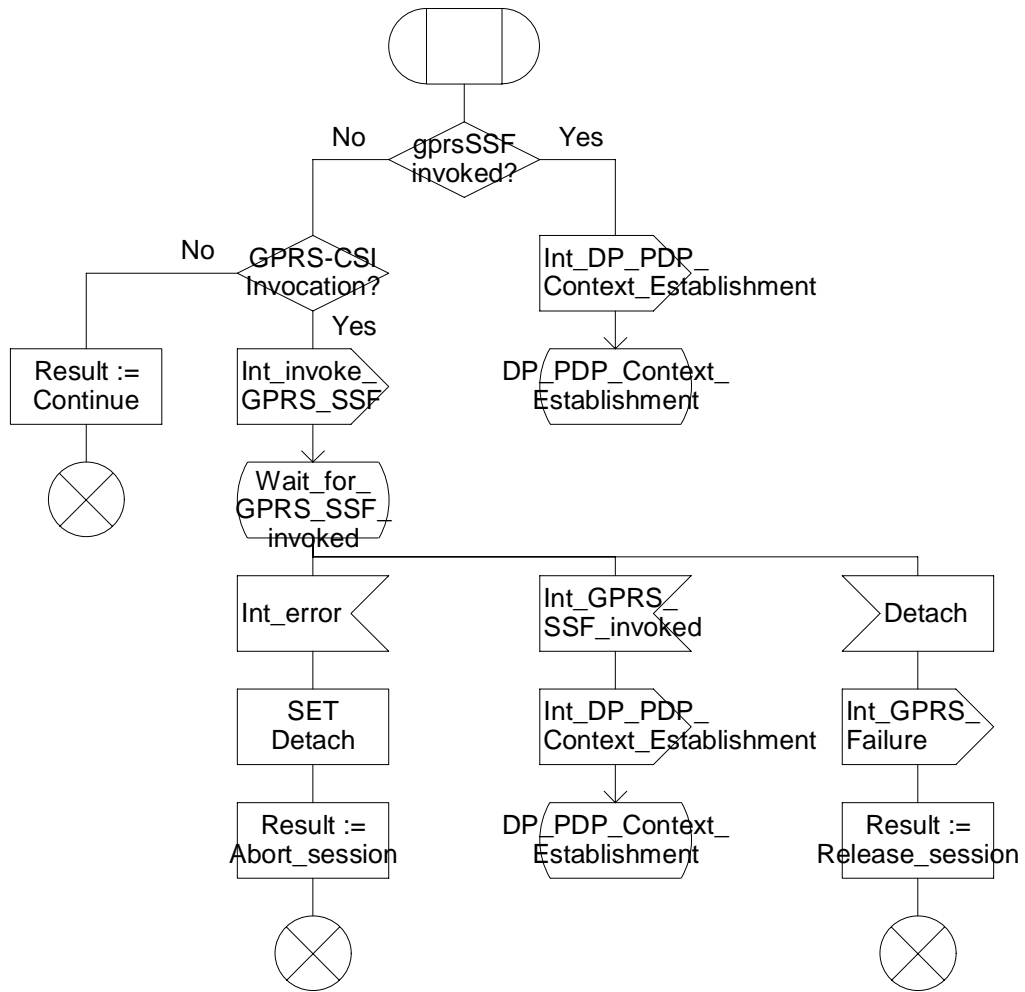 No
gprsSSF
invoked?
Yes
No
GPRS-CSI
Invocation?
Yes
Int_DP_PDP_
Context_Establishment
Result :=
Continue
Int_invoke_
GPRS_SSF
DP_PDP_Context_
Establishment
Wait_for_
GPRS_SSF_
invoked
Int_error
Int_GPRS_
SSF_invoked
Detach
SET
Detach
Int_DP_PDP_
Context_Establishment
Int_GPRS_
Failure
Result :=
Abort_session
DP_PDP_Context_
Establishment
Result :=
Release_session